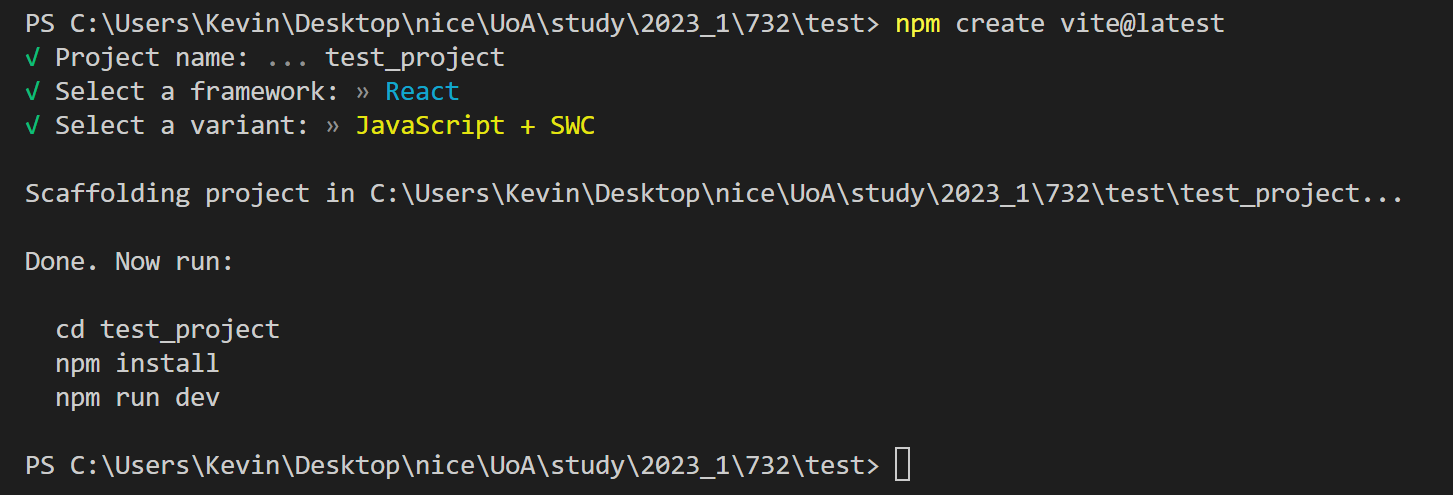 PS C:\Users\Kevin\Desktop\nice\UoA\study\2023_1\732\test> npm create vite@latest
√ Project name: ... test_project
√ Select a framework: » React
√ Select a variant: » JavaScript + SWC
Scaffolding project in C:\Users\Kevin\Desktop\nice\UoA\study\2023_1\732\test\test_project...
Done. Now run:
cd test_project
npm install
npm run dev
PS C:\Users\Kevin\Desktop\nice\UoA\study\2023_1\732\test>